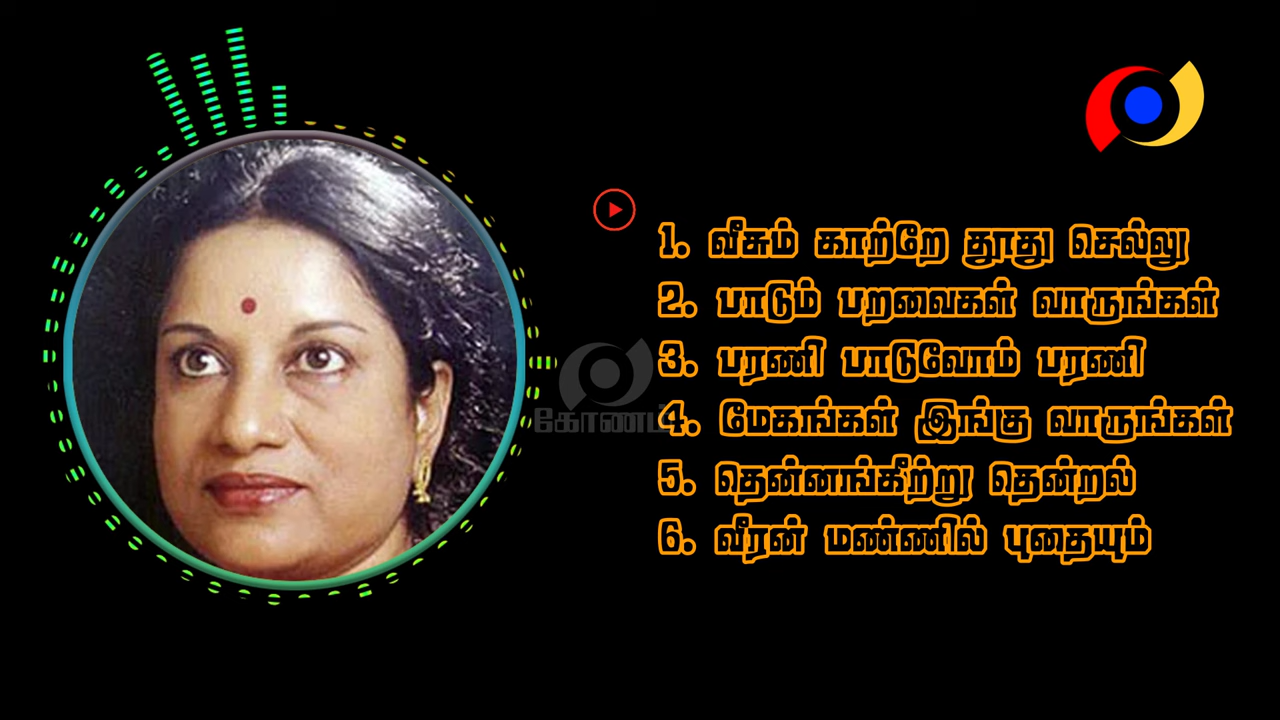 1. வீசும் காற்றே தூது செல்லு
2. பாடும் பறவைகள் வாருங்கள்
3. பரணி பாடுவோம் பரணி
4. மேகங்கள் இங்கு வாருங்கள்
5. தென்னங்கீற்று தென்றல்
6. வீரன் மண்ணில் புதையும்
கோணம்